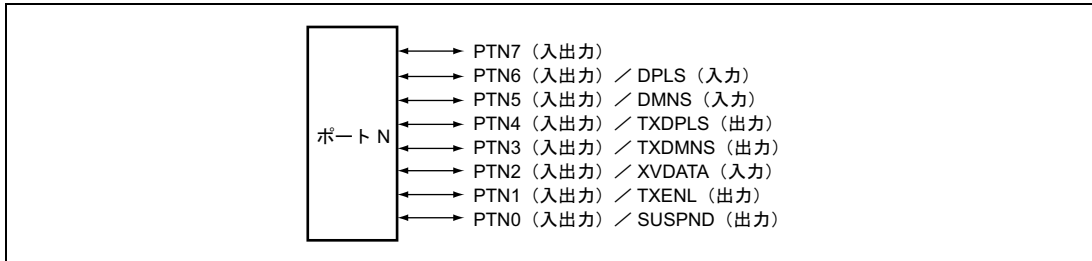 ポート N
PTN7（入出力）
PTN6（入出力）／ DPLS（入力）
PTN5（入出力）／ DMNS（入力）
PTN4（入出力）／ TXDPLS（出力）
PTN3（入出力）／ TXDMNS（出力）
PTN2（入出力）／ XVDATA（入力）
PTN1（入出力）／ TXENL（出力）
PTN0（入出力）／ SUSPND（出力）